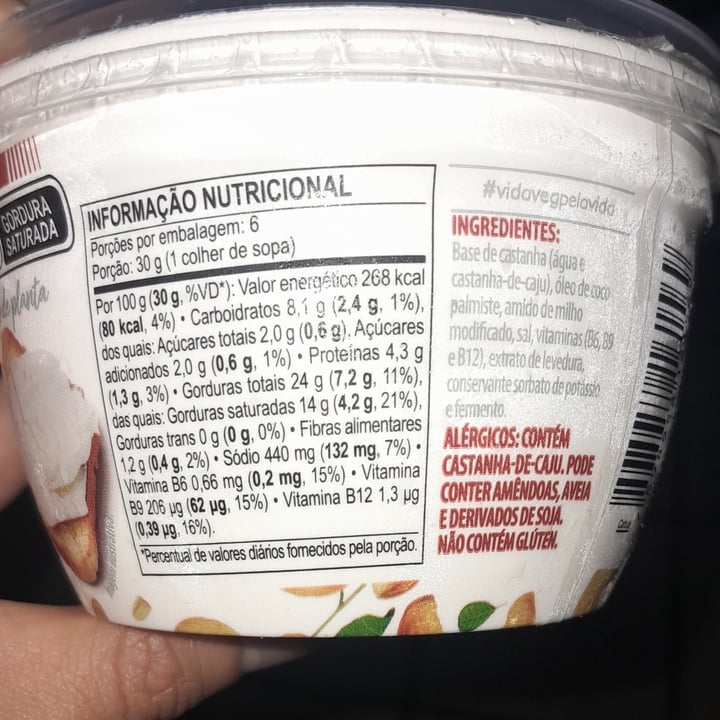 GORDURA
SATURADA
de planta
INFORMAÇÃO NUTRICIONAL
Porções por embalagem: 6
Porção: 30 g (1 colher de sopa)
Por 100 g (30 g, %VD*): Valor energético 268 kcal
(80 kcal, 4%) • Carboidratos 8,1 g (2,4 g, 1%),
dos quais: Açúcares totais 2,0 g (0,6 g). Açúcares
adicionados 2,0 g (0,6 g, 1%) • Proteínas 4,3 g
(1,3 g, 3%) • Gorduras totais 24 g (7,2 g, 11%),
das quais: Gorduras saturadas 14 g (4,2 g, 21%),
Gorduras trans 0 g (0 g, 0%) • Fibras alimentares
1,2 g (0,4 g, 2%) • Sódio 440 mg (132 mg, 7%) •
Vitamina B6 0,66 mg (0,2 mg, 15%) • Vitamina
B9 206 µg (62 µg, 15%) • Vitamina B12 1,3 µg
(0,39 µg, 16%).
*Percentual de valores diários fornecidos pela porção.
#vidavegpelavida
INGREDIENTES:
Base de castanha (água e
castanha-de-caju), óleo de coco
palmiste, amido de milho
modificado, sal, vitaminas (B6, B9
e B12), extrato de levedura,
conservante sorbato de potássio
e fermento.
ALÉRGICOS: CONTÉM
CASTANHA-DE-CAJU. PODE
CONTER AMÊNDOAS, AVEIA
E DERIVADOS DE SOJA.
NÃO CONTÉM GLÚTEN.